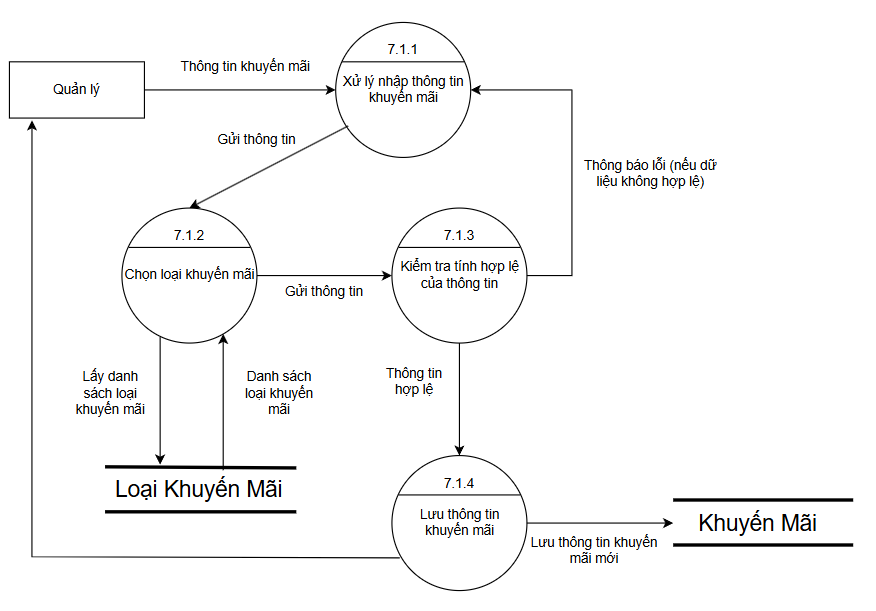 7.1.1
Thông tin khuyến mãi
Xử lý nhập thông tin
khuyến mãi
Quản lý
Gửi thông tin
Thông báo lỗi (nếu dữ
liệu không hợp lệ)
7.1.2
Chọn loại khuyến mãi
7.1.3
Kiểm tra tính hợp lệ
của thông tin
Gửi thông tin
Lấy danh
sách loại
khuyến mãi
Danh sách
loại khuyến
mãi
Thông tin
hợp lệ
Loại Khuyến Mãi
7.1.4
Lưu thông tin
khuyến mãi
Khuyến Mãi
Lưu thông tin khuyến
mãi mới